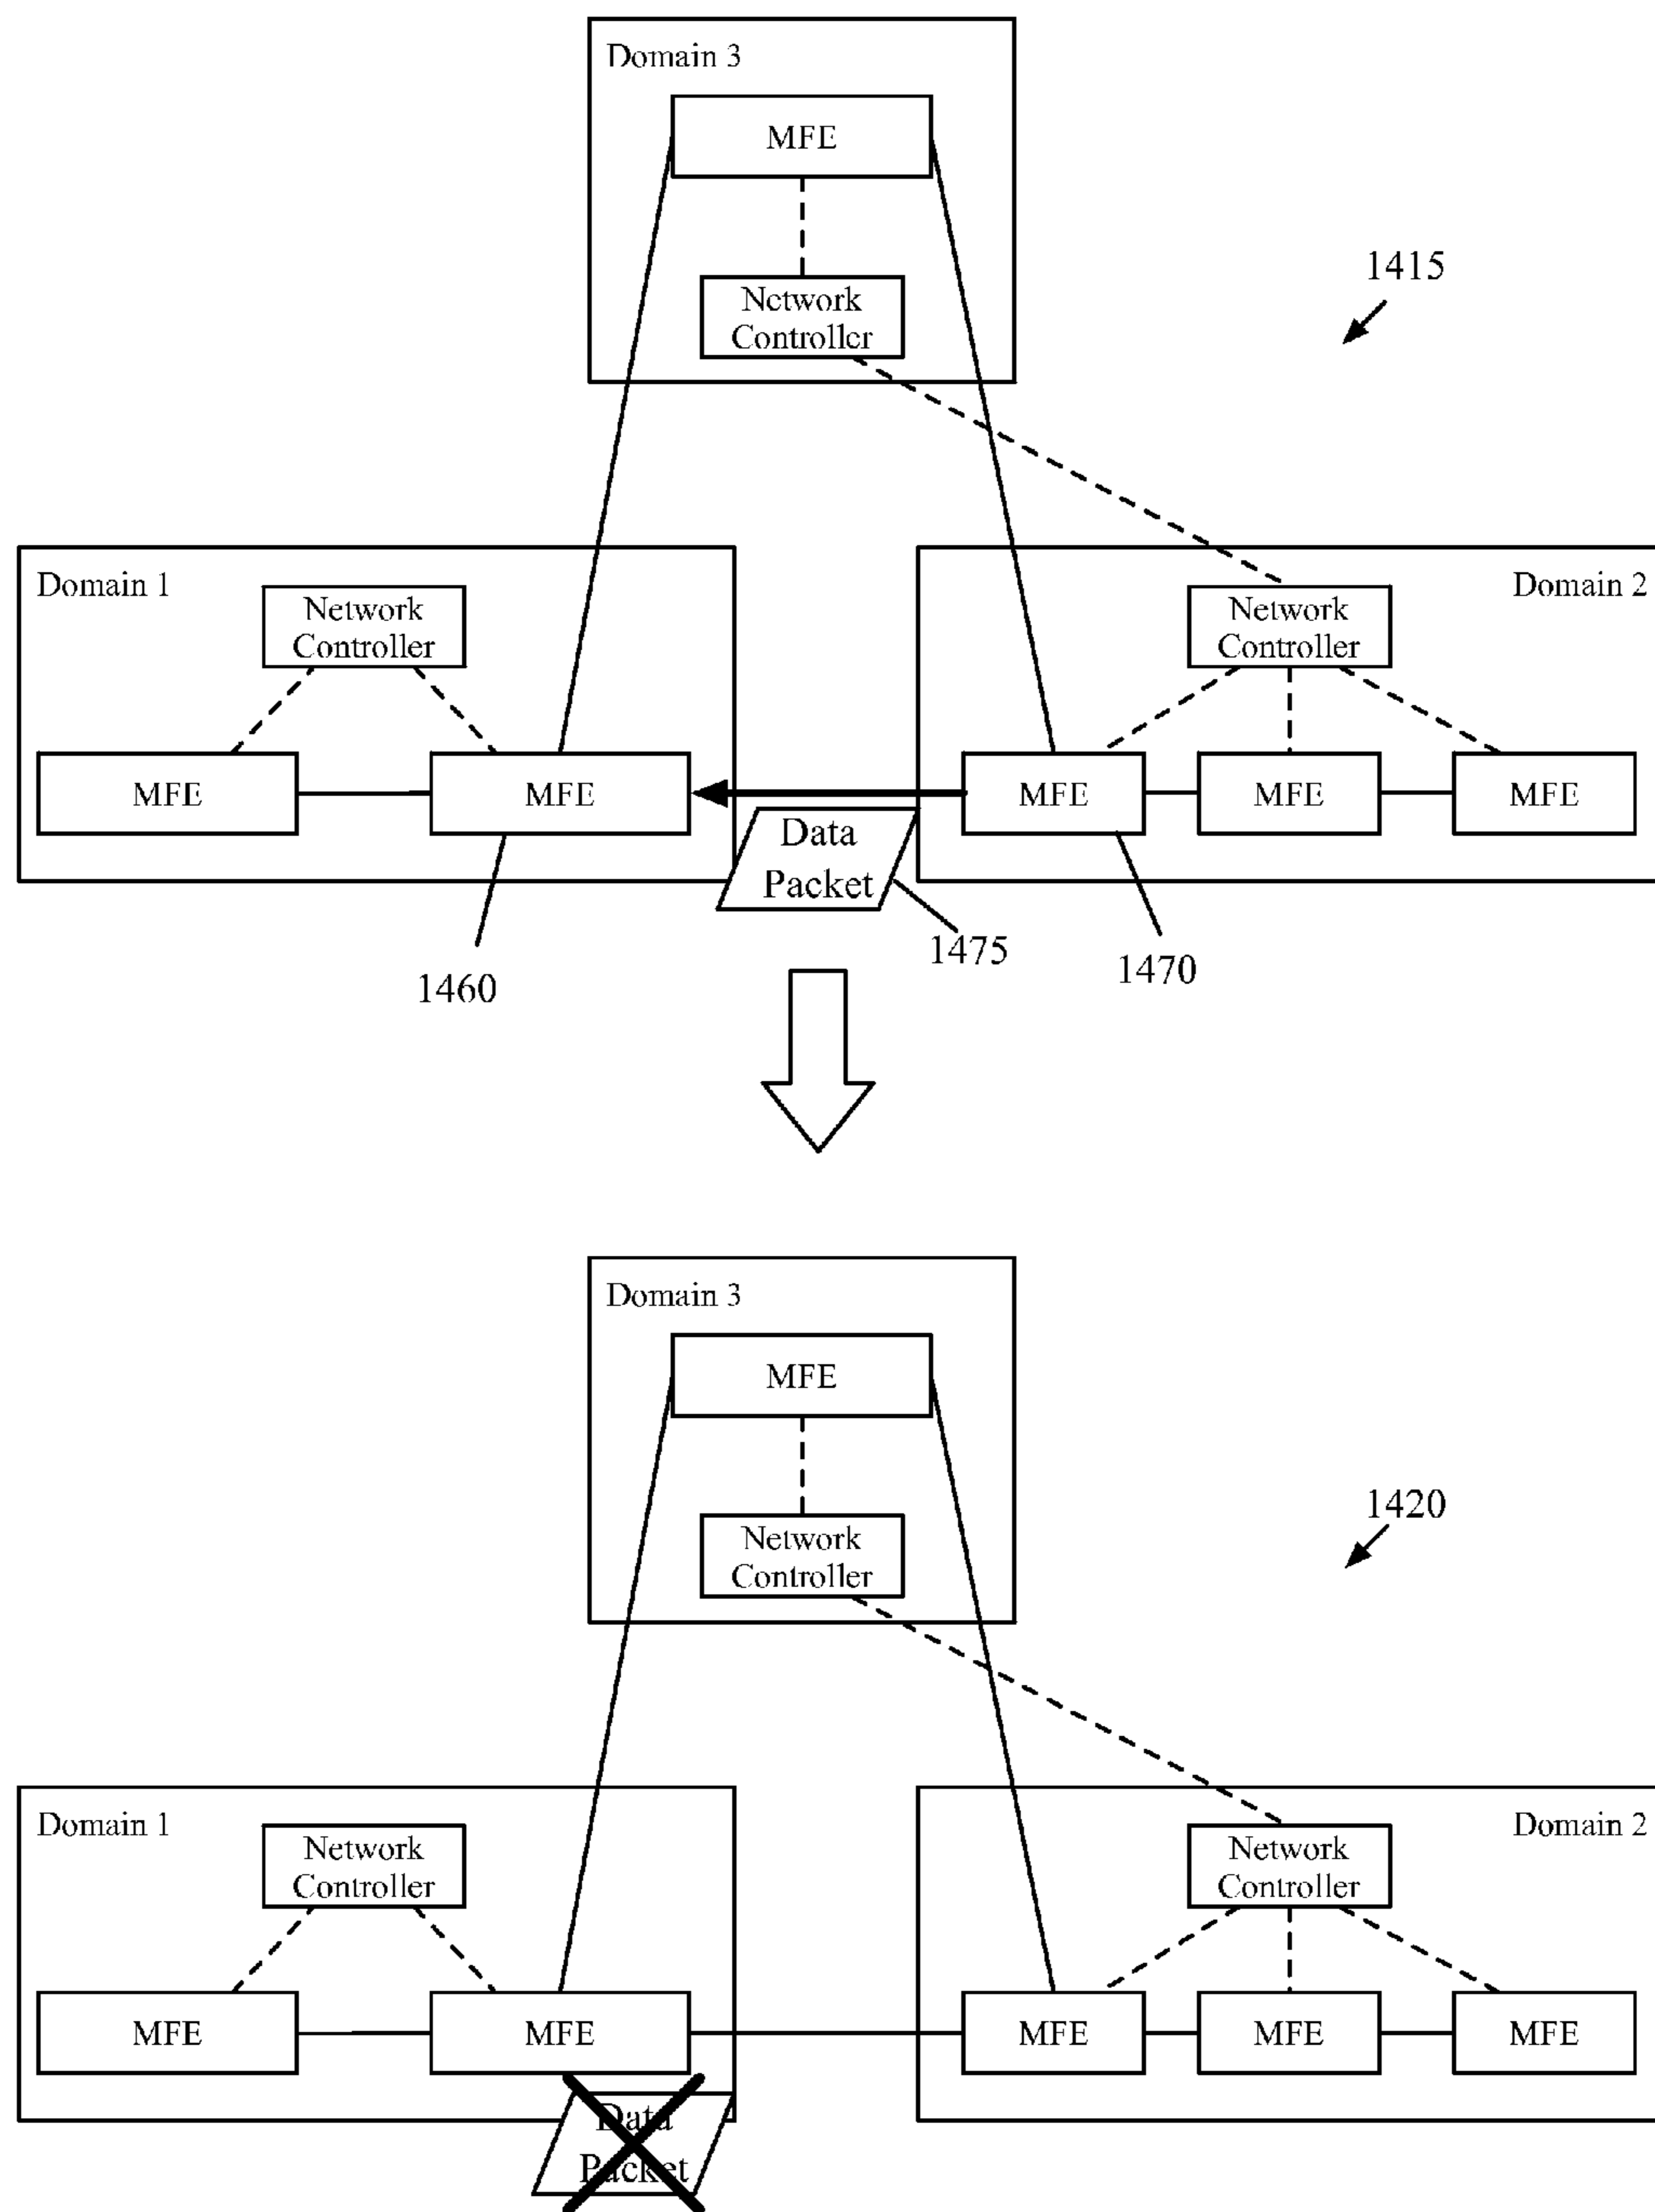 Domain 3
MFE
Network
Controller
1415
Domain 1
Network
Controller
Domain 2
Network
Controller
MFE
MFE
MFE
MFE
MFE
Data
Packet
1475
1470
1460
Domain 3
MFE
Network
Controller
1420
Domain 1
Network
Controller
Domain 2
Network
Controller
MFE
MFE
MFE
MFE
MFE
Data
Packet